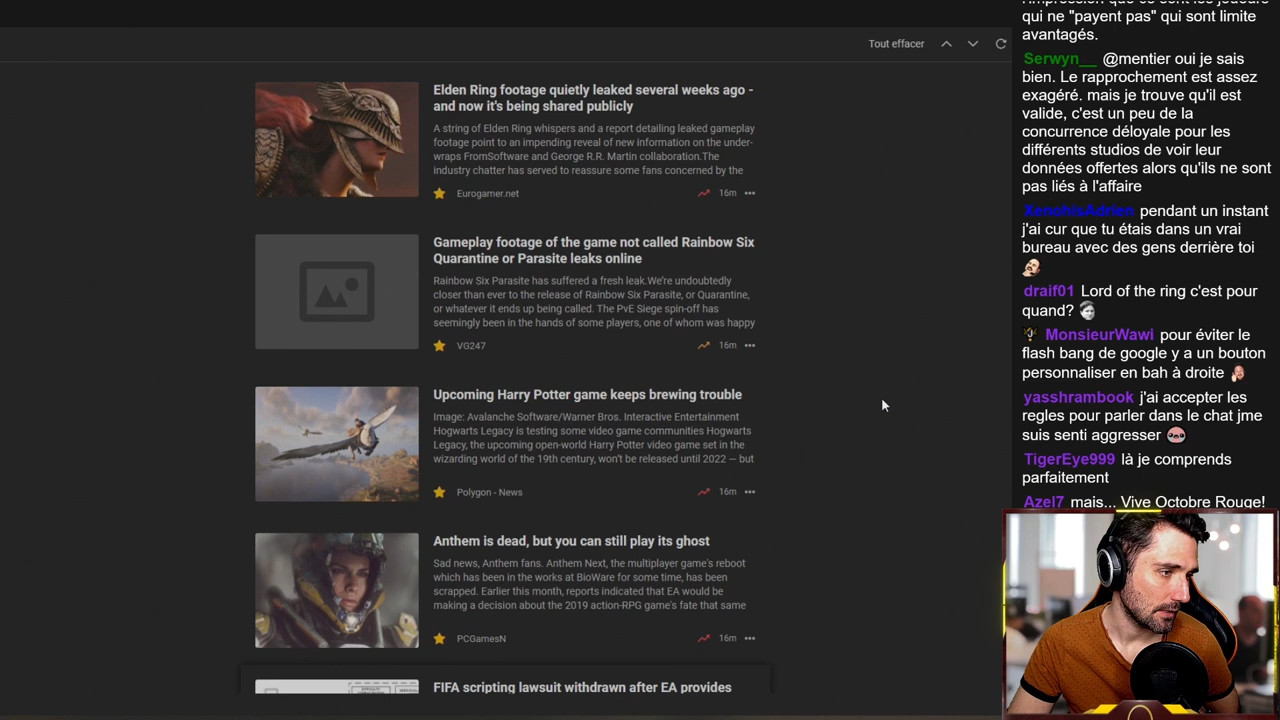 Tout effacer
Elden Ring footage quietly leaked several weeks ago -
and now it's being shared publicly
A string of Elden Ring whispers and a report detailing leaked gameplay
footage point to an impending reveal of new information on the under-
wraps FromSoftware and George R.R. Martin collaboration.The
industry chatter has served to reassure some fans concerned by the
Eurogamer.net
16m
Gameplay footage of the game not called Rainbow Six
Quarantine or Parasite leaks online
Rainbow Six Parasite has suffered a fresh leak.We're undoubtedly
closer than ever to the release of Rainbow Six Parasite, or Quarantine,
or whatever it ends up being called. The PvE Siege spin-off has
seemingly been in the hands of some players, one of whom was happy
VG247
16m
Upcoming Harry Potter game keeps brewing trouble
Image: Avalanche Software/Warner Bros. Interactive Entertainment
Hogwarts Legacy is testing some video game communities Hogwarts
Legacy, the upcoming open-world Harry Potter video game set in the
wizarding world of the 19th century, won't be released until 2022 — but
Polygon - News
16m
Anthem is dead, but you can still play its ghost
Sad news, Anthem fans. Anthem Next, the multiplayer game's reboot
which has been in the works at BioWare for some time, has been
scrapped. Earlier this month, reports indicated that EA would be
making a decision about the 2019 action-RPG game's fate that same
PCGamesN
16m
FIFA scripting lawsuit withdrawn after EA provides
qui ne "payent pas" qui sont limite
avantagés.
Serwyn__ @mentier oui je sais
bien. Le rapprochement est assez
exagéré. mais je trouve qu'il est
valide, c'est un peu de la
concurrence déloyale pour les
différents studios de voir leur
données offertes alors qu'ils ne sont
pas liés à l'affaire
XenohisAdrien pendant un instant
j'ai cur que tu étais dans un vrai
bureau avec des gens derrière toi
draif01 Lord of the ring c'est pour
quand?
MonsieurWawi pour éviter le
flash bang de google y a un bouton
personnaliser en bah à droite
yasshrambook j'ai accepter les
regles pour parler dans le chat jme
suis senti aggresser
TigerEye999 là je comprends
parfaitement
Azel7 mais... Vive Octobre Rouge!